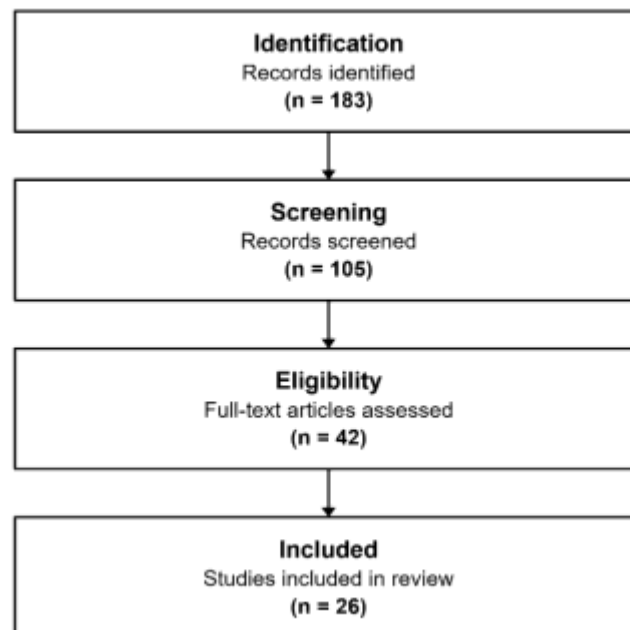 Identification
Records identified
(n = 183)
Screening
Records screened
(n = 105)
Eligibility
Full-text articles assessed
(n = 42)
Included
Studies included in review
(n = 26)